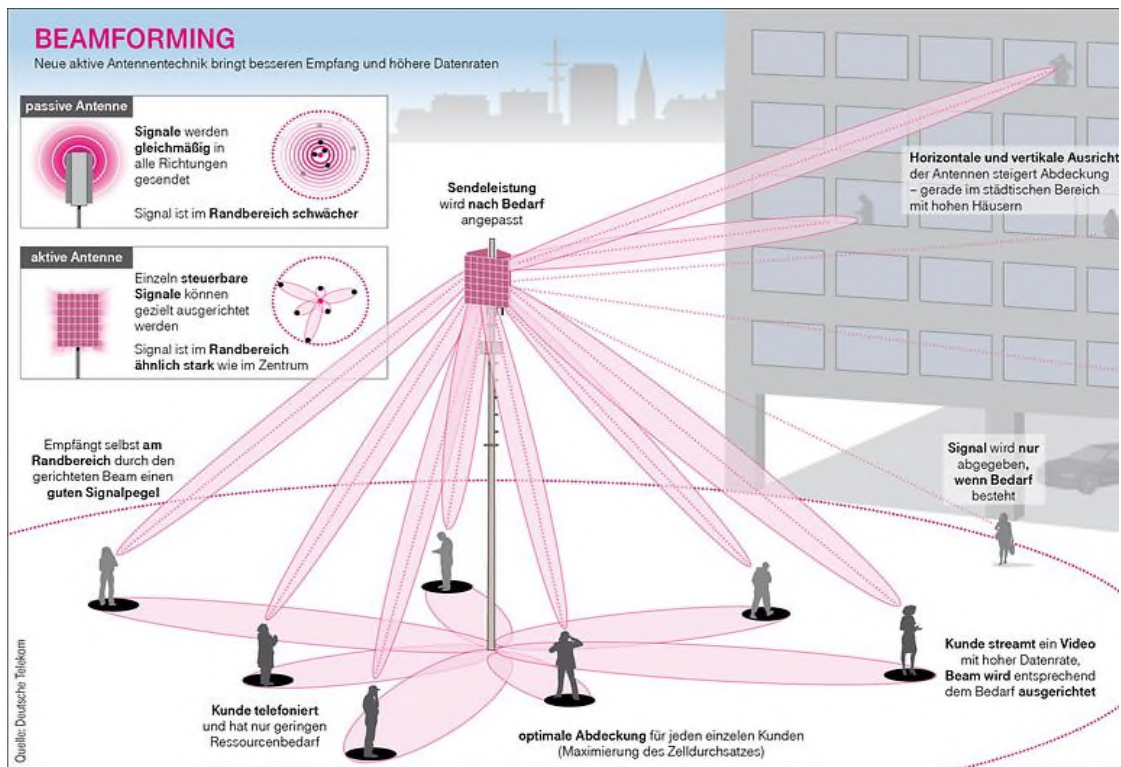 BEAMFORMING
Neue aktive Antennentechnik bringt besseren Empfang und höhere Datenraten
passive Antenne
Signale werden
gleichmäßig in
alle Richtungen
gesendet
Signal ist im Randbereich schwächer
aktive Antenne
Einzeln steuerbare
Signale können
gezielt ausgerichtet
werden
Signal ist im Randbereich
ähnlich stark wie im Zentrum
Sendeleistung
wird nach Bedarf
angepasst
Horizontale und vertikale Ausricht
der Antennen steigert Abdeckung
– gerade im städtischen Bereich
mit hohen Häusern
Empfängt selbst am
Randbereich durch den
gerichteten Beam einen
guten Signalpegel
Signal wird nur
abgegeben,
wenn Bedarf
besteht
Kunde streamt ein Video
mit hoher Datenrate,
Beam wird entsprechend
dem Bedarf ausgerichtet
Kunde telefoniert
und hat nur geringen
Ressourcenbedarf
optimale Abdeckung für jeden einzelen Kunden
(Maximierung des Zelldurchsatzes)
Quelle: Deutsche Telekom